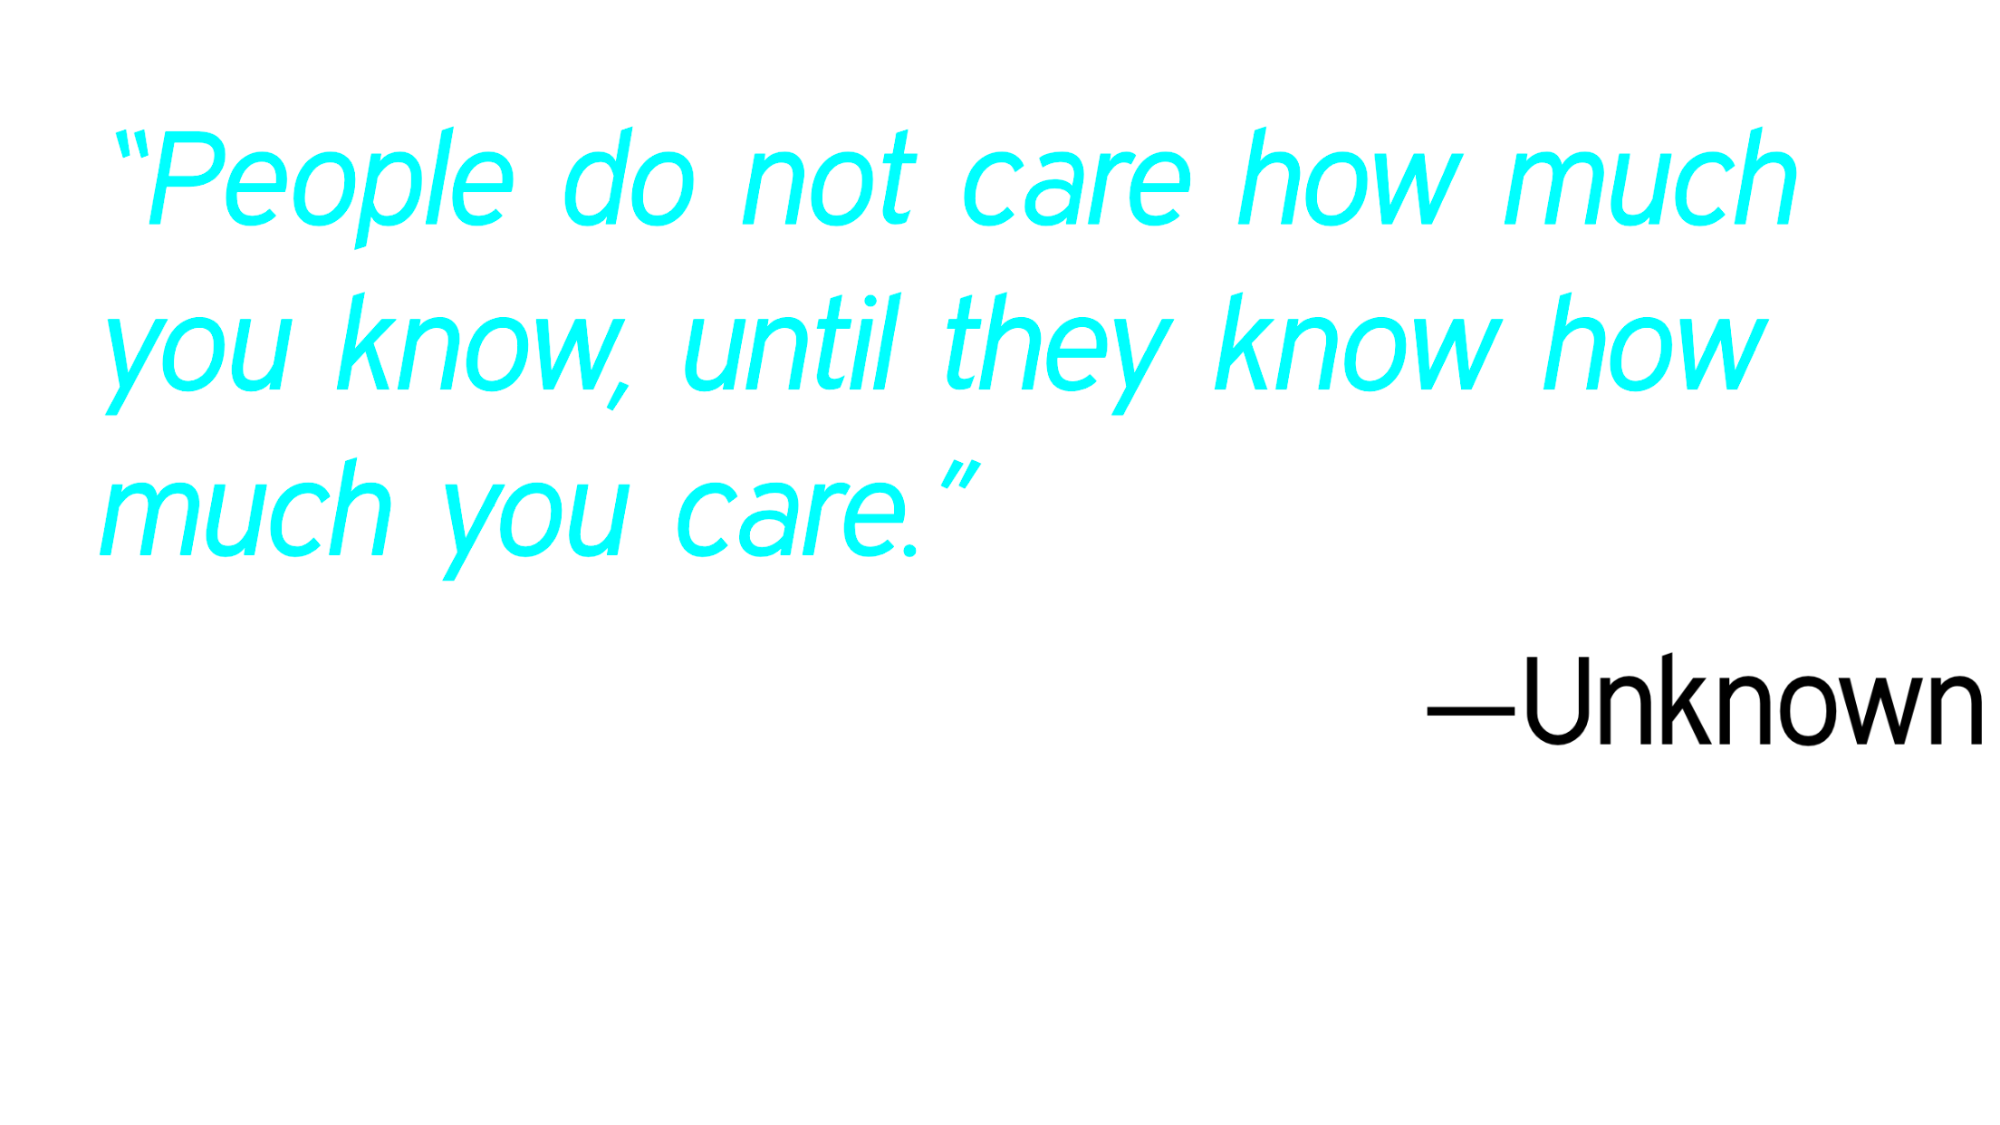 “People do not care how much
you know, until they know how
much you care.”
—Unknown